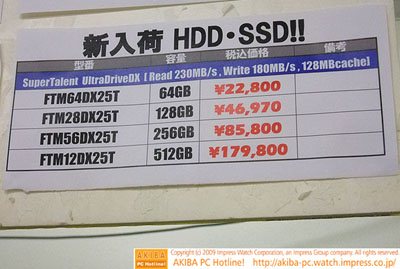 新入荷 HDD・SSD!!
型番 容量 税込価格 備考
SuperTalent UltraDriveDX [ Read 230MB/s , Write 180MB/s , 128MBcache]
FTM64DX25T 64GB ¥22,800
FTM28DX25T 128GB ¥46,970
FTM56DX25T 256GB ¥85,800
FTM12DX25T 512GB ¥179,800
AKIBA PC Hotline!
Copyright (c) 2009 Impress Watch Corporation, an Impress Group company. All rights reserved.
AKIBA PC Hotline! http://akiba-pc.watch.impress.co.jp/